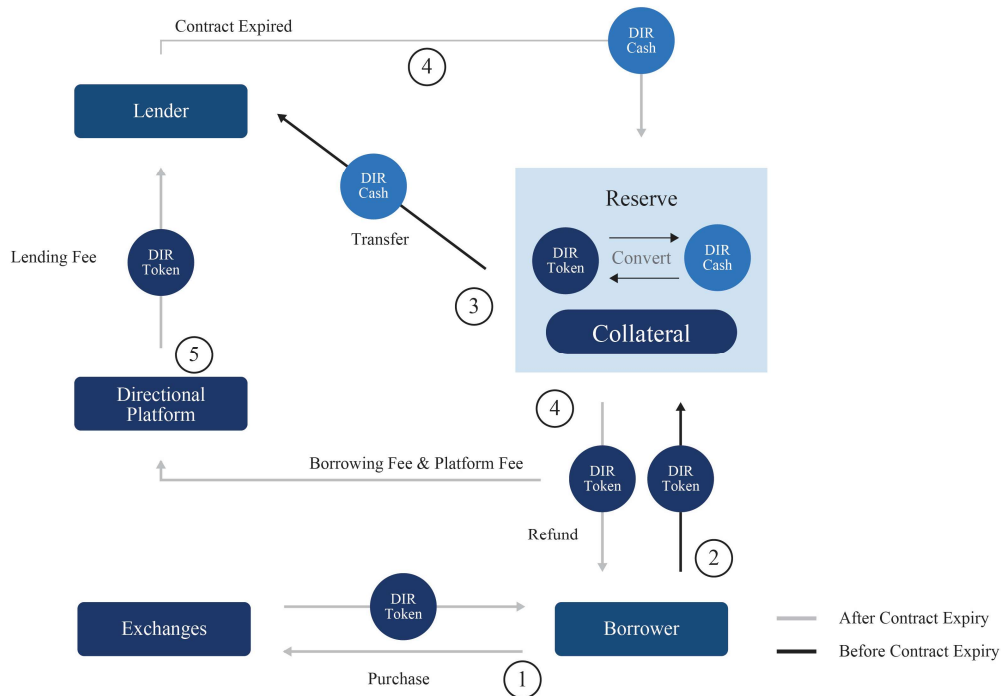 Contract Expired
4
DIR
Cash
Lender
DIR
Cash
Transfer
3
Reserve
DIR
Token
Convert
DIR
Cash
Collateral
Lending Fee
DIR
Token
5
Directional
Platform
4
Borrowing Fee & Platform Fee
DIR
Token
DIR
Token
Refund
2
Exchanges
DIR
Token
Purchase
1
Borrower
After Contract Expiry
Before Contract Expiry